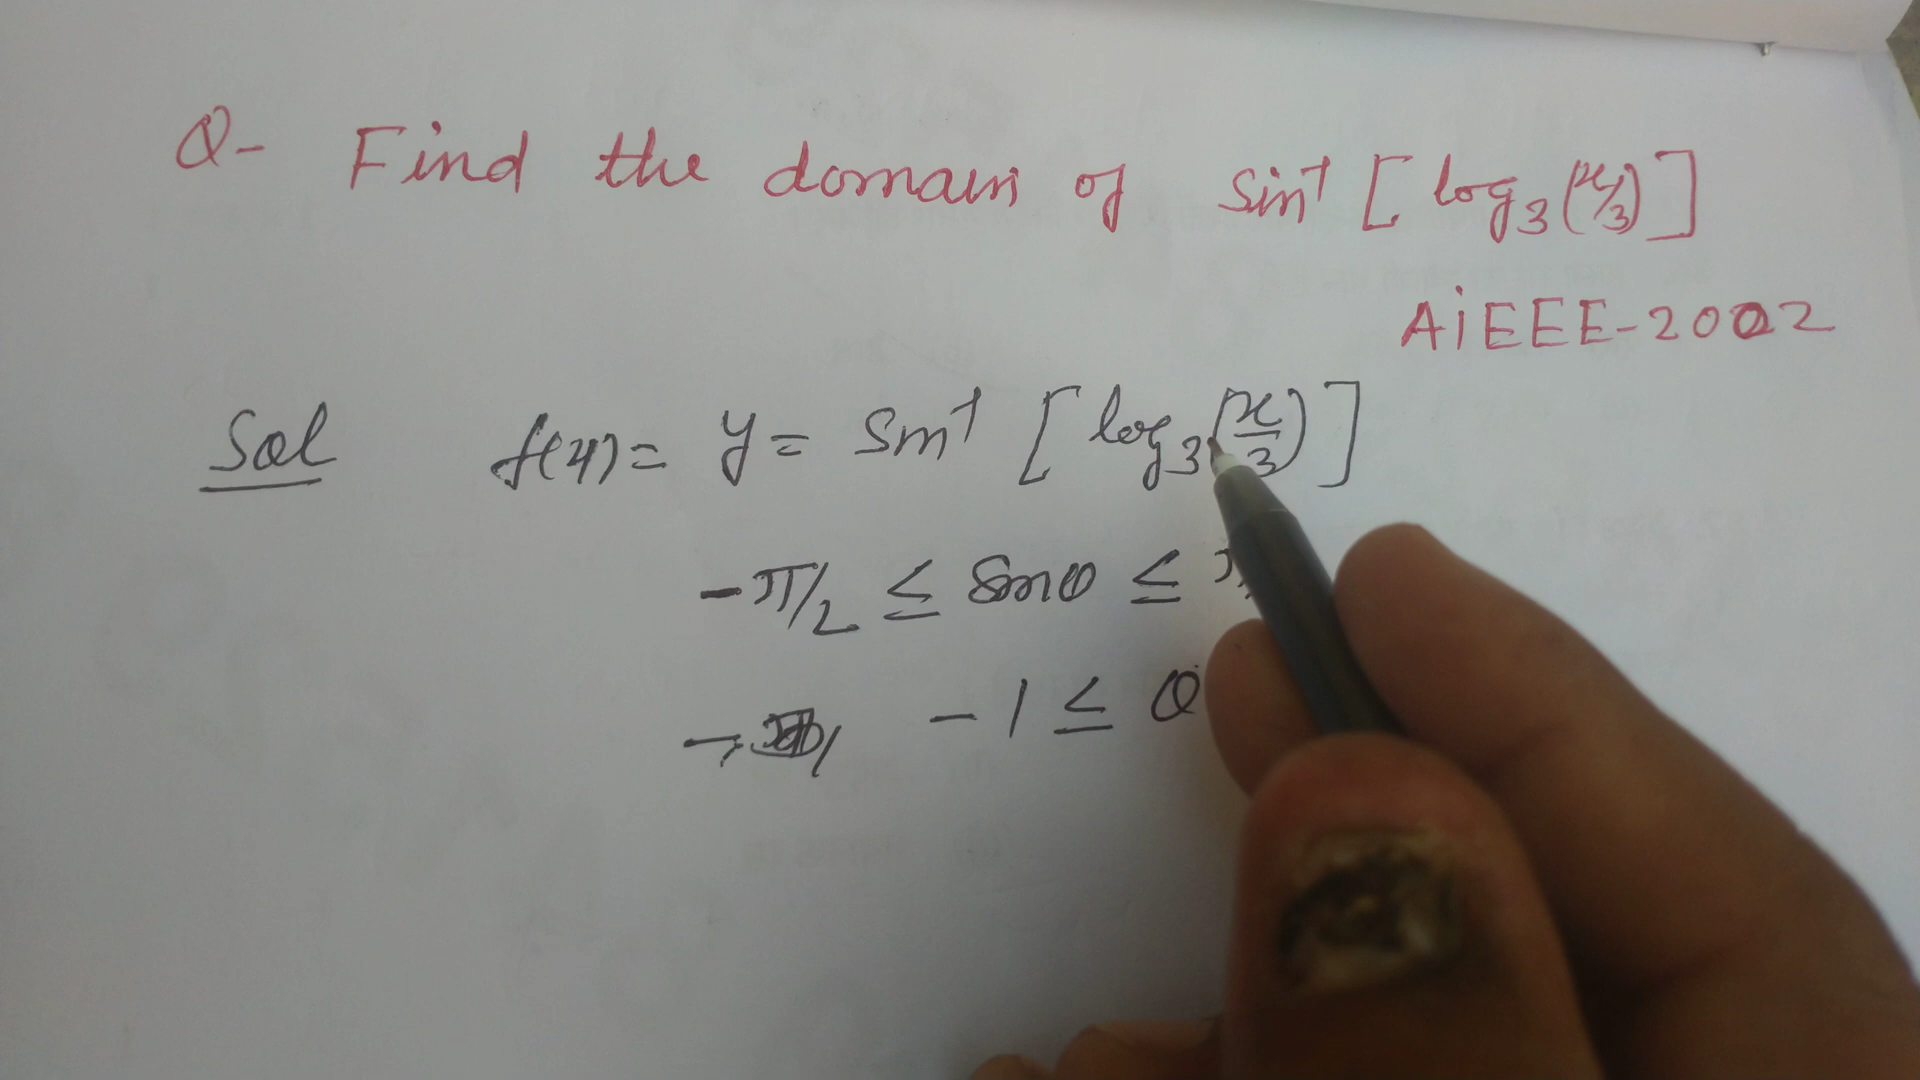 Q- Find the domain of Sin⁻¹ [ log₃(x/3) ]
AiEEE-2002
Sol f(x) = y = Sin⁻¹ [ log₃(x/3) ]
-π/2 ≤ Sinθ ≤
- 1 ≤ θ